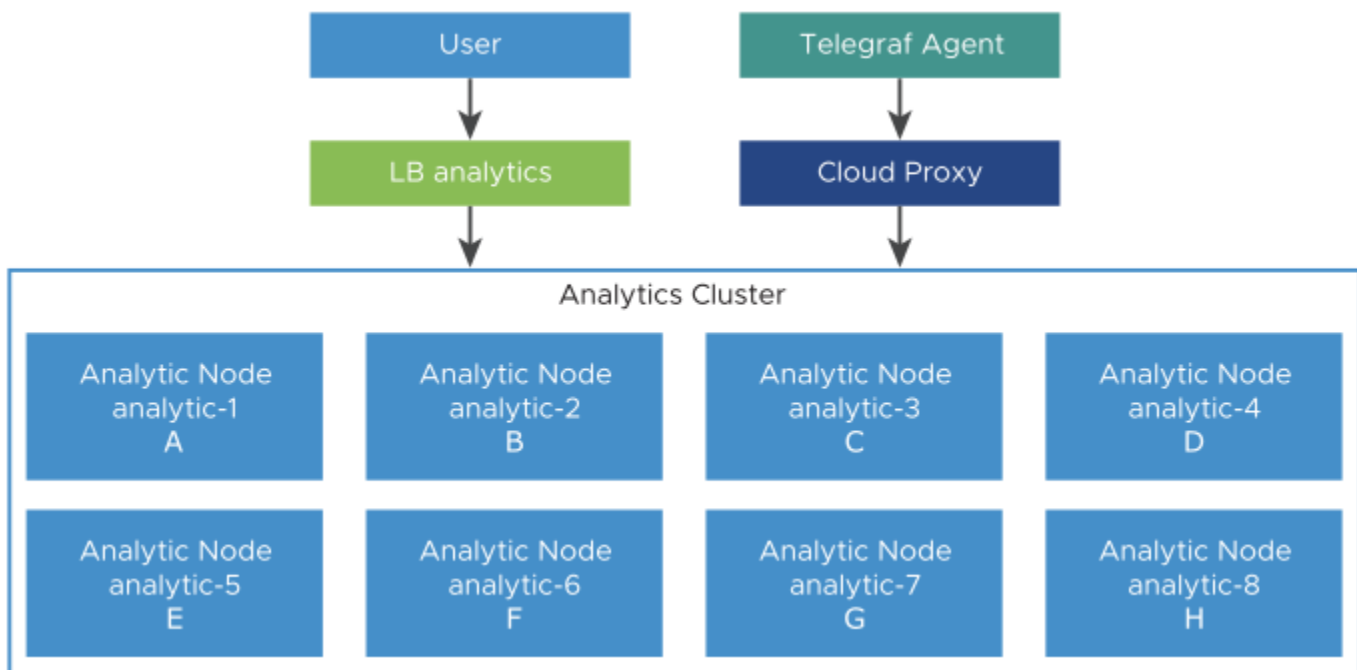 User
Telegraf Agent
LB analytics
Cloud Proxy
Analytics Cluster
Analytic Node
analytic-1
A
Analytic Node
analytic-2
B
Analytic Node
analytic-3
C
Analytic Node
analytic-4
D
Analytic Node
analytic-5
E
Analytic Node
analytic-6
F
Analytic Node
analytic-7
G
Analytic Node
analytic-8
H